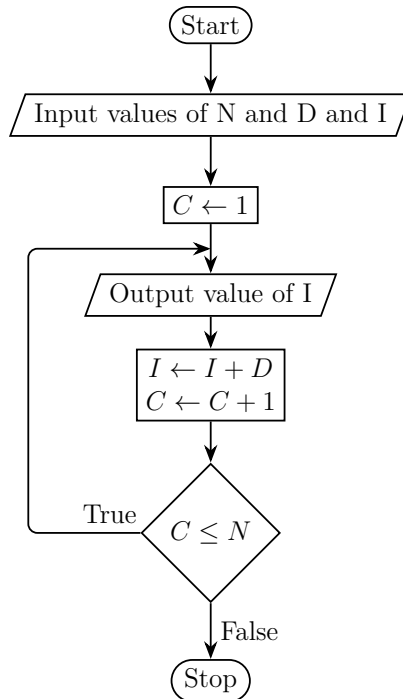 Start
Input values of N and D and I
C ← 1
Output value of I
I ← I + D
C ← C + 1
True
C ≤ N
False
Stop